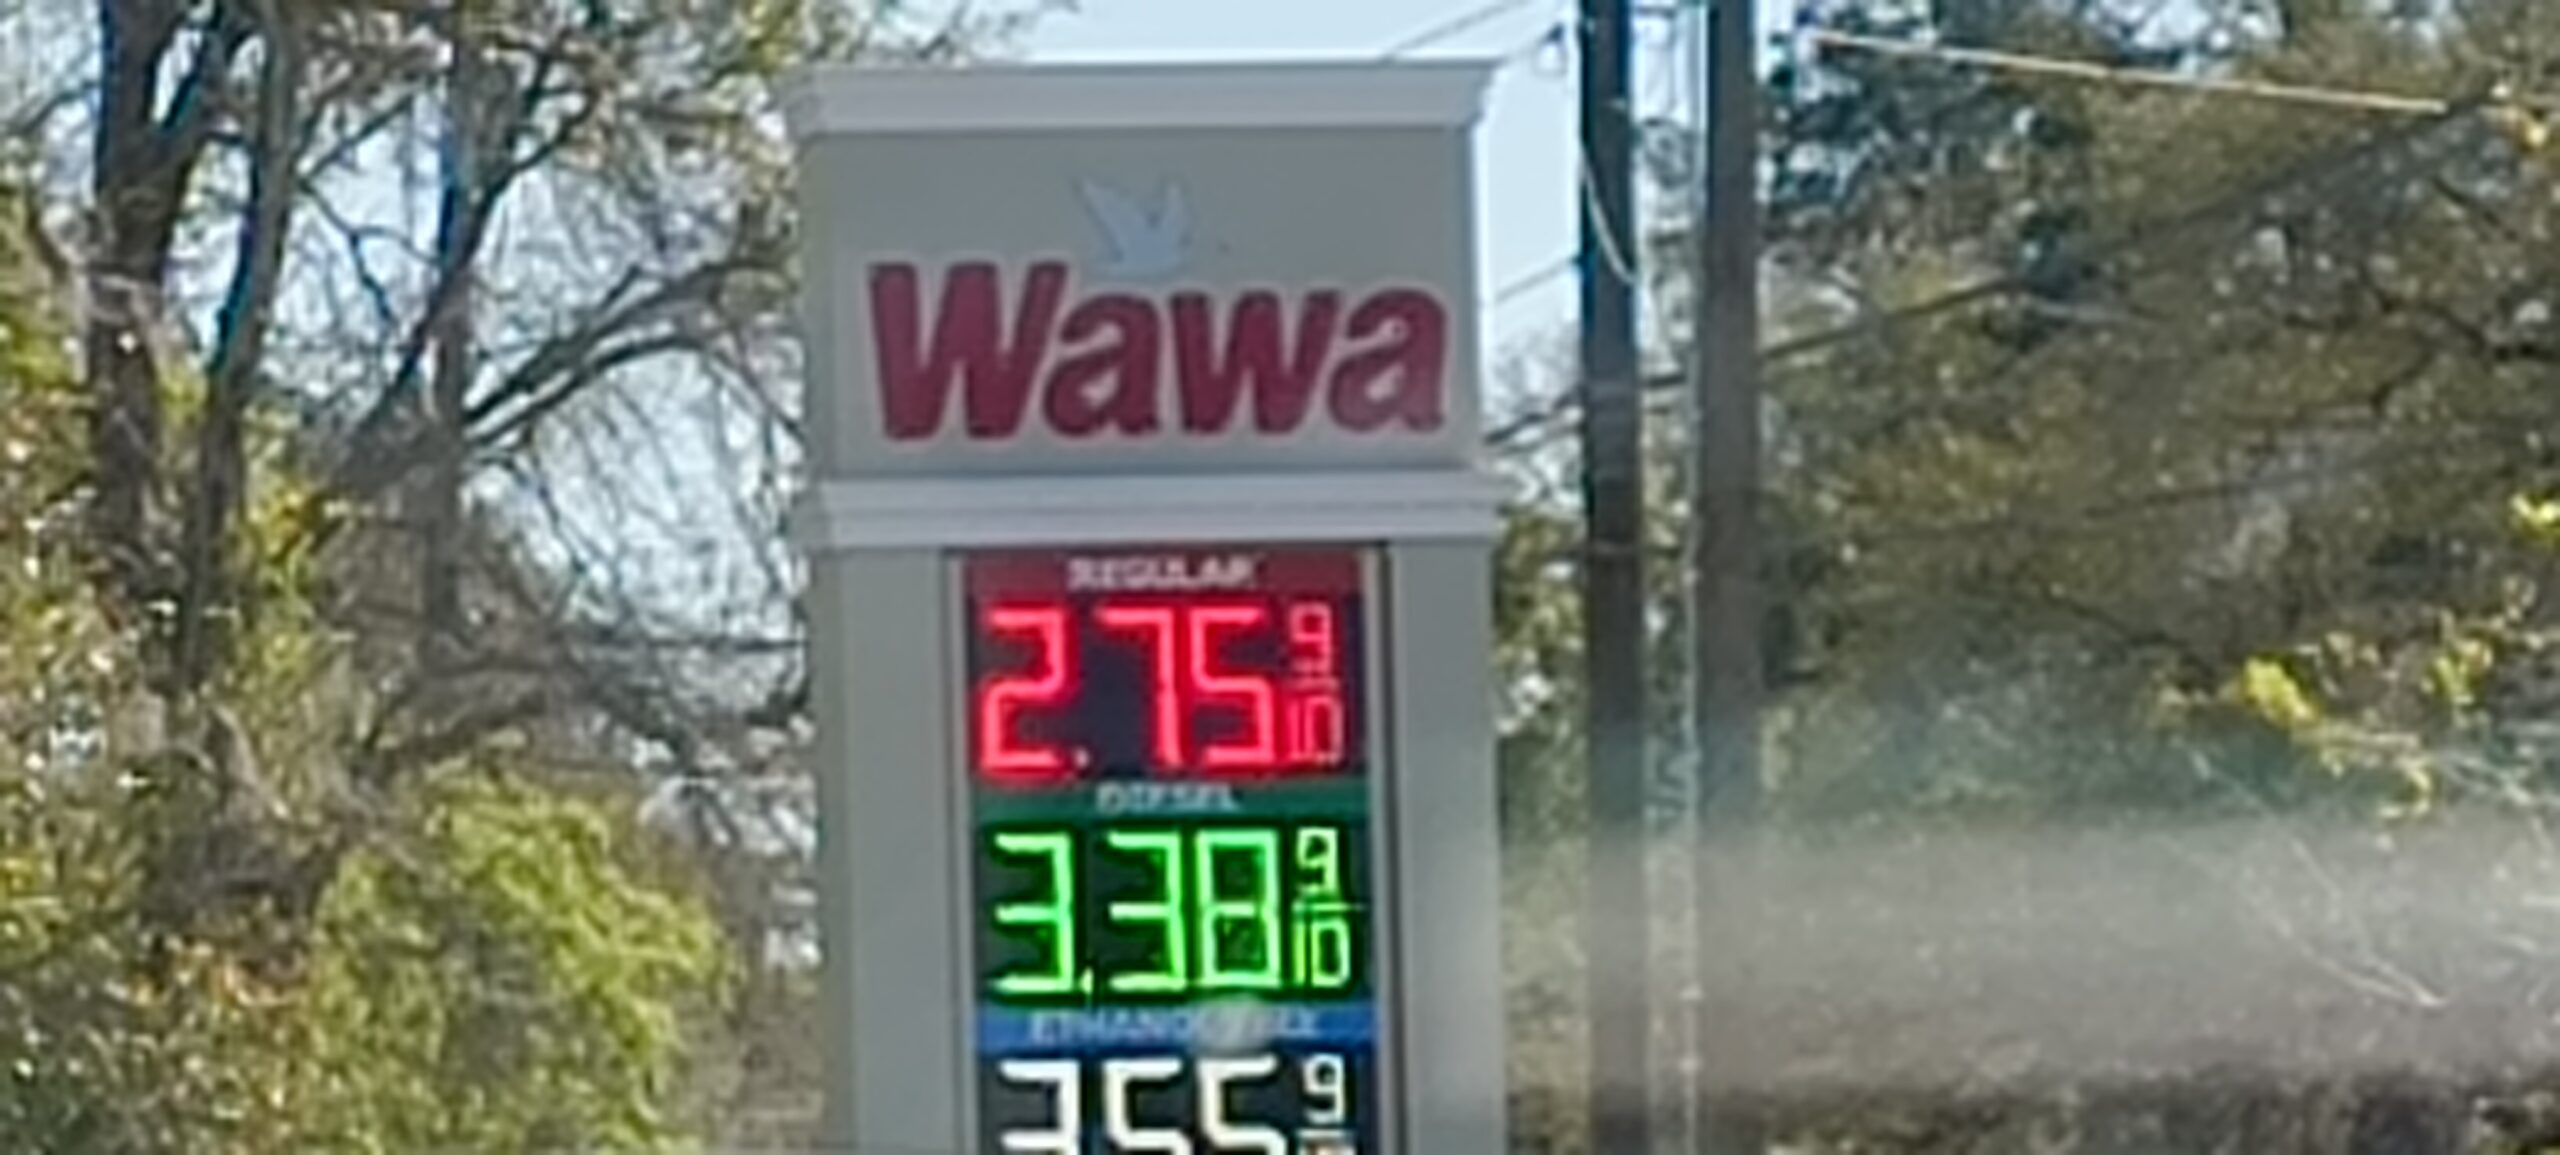 Wawa
REGULAR
2.75 9/10
DIESEL
3.38 9/10
ETHANOL FREE
3.55 9